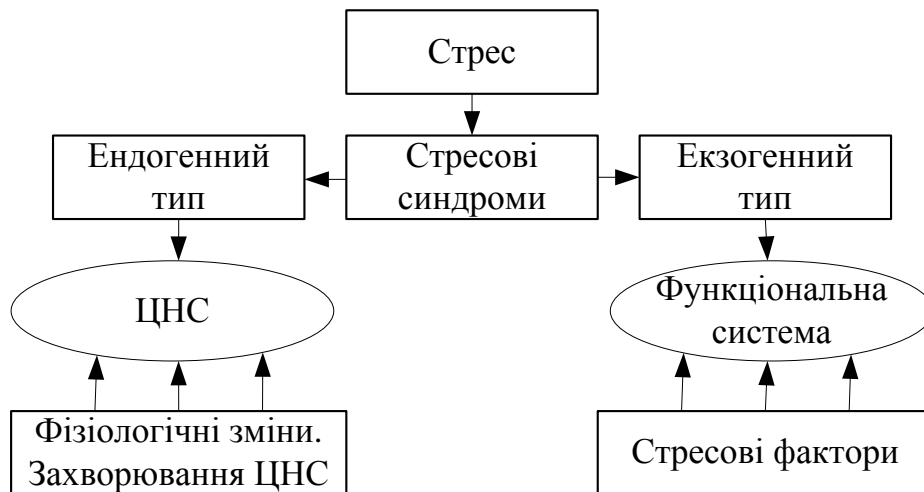 Стрес
Ендогенний
тип
Стресові
синдроми
Екзогенний
тип
ЦНС
Функціональна
система
Фізіологічні зміни.
Захворювання ЦНС
Стресові фактори